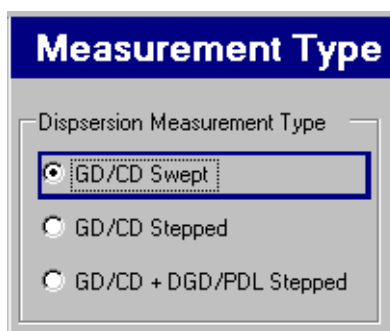 Measurement Type
Dispsersion Measurement Type
GD/CD Swept
GD/CD Stepped
GD/CD + DGD/PDL Stepped